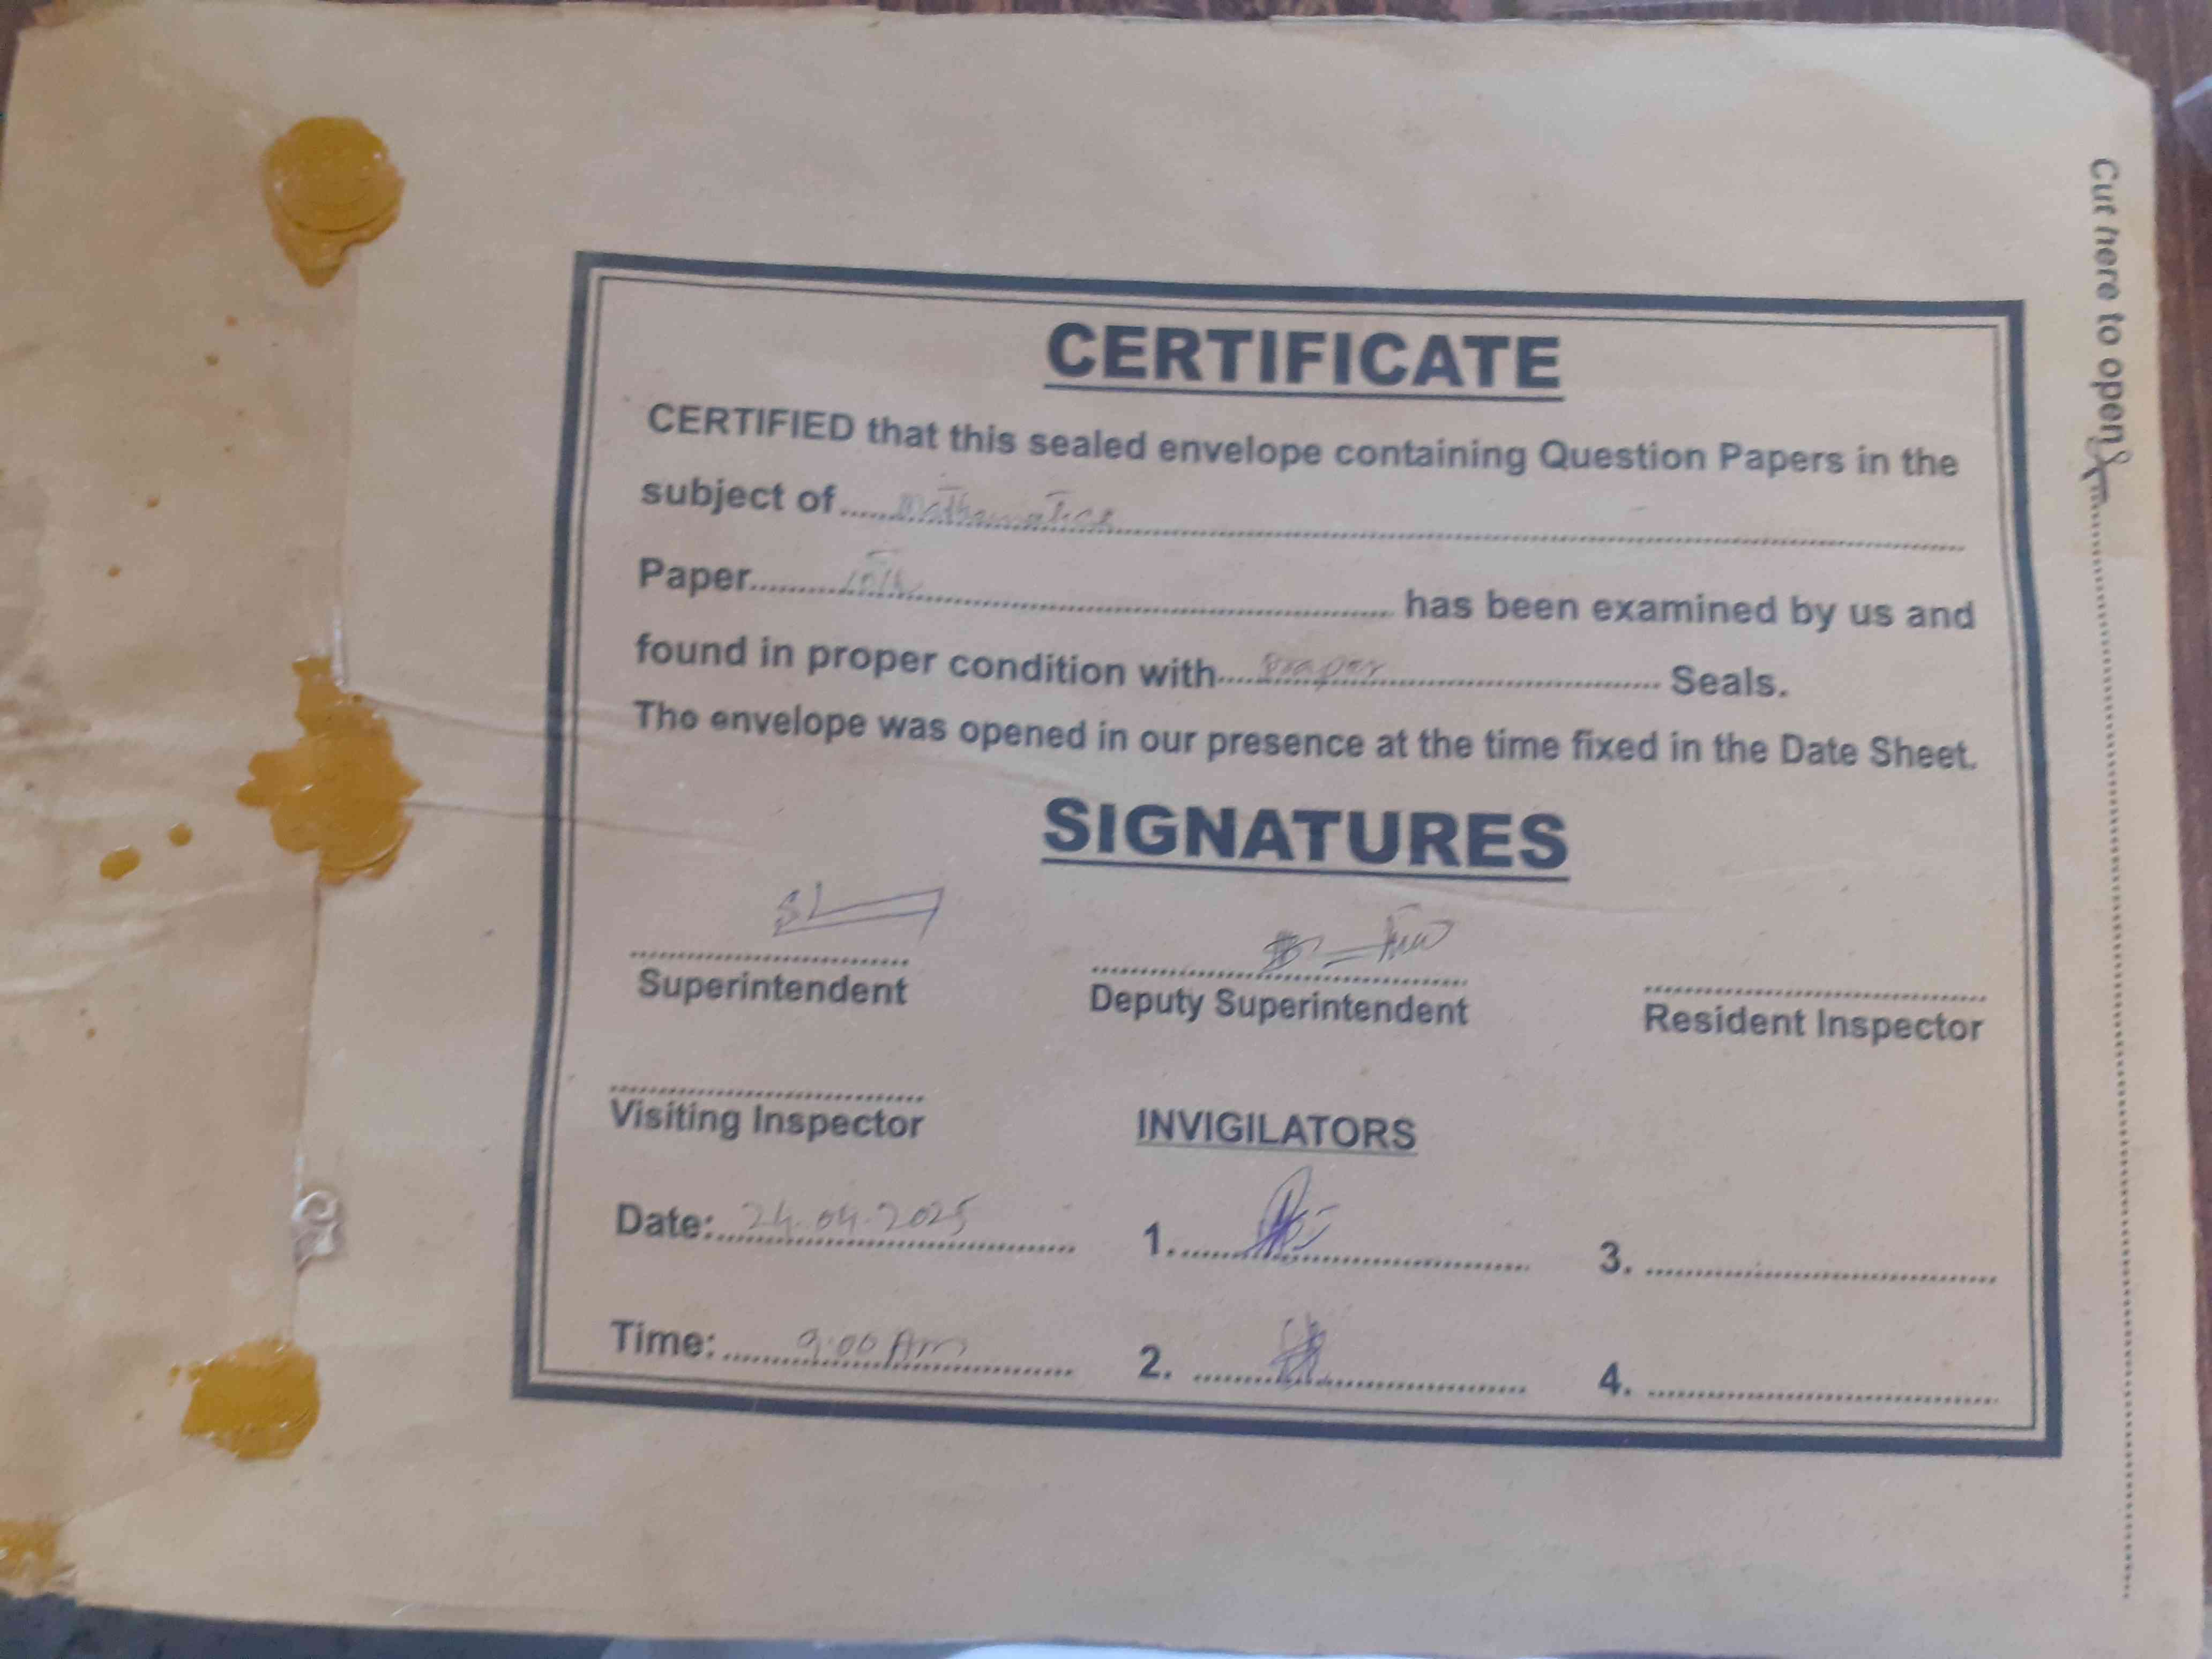 CERTIFICATE
CERTIFIED that this sealed envelope containing Question Papers in the
subject of Mathematics
Paper 10th has been examined by us and
found in proper condition with proper Seals.
The envelope was opened in our presence at the time fixed in the Date Sheet.
SIGNATURES
Superintendent Deputy Superintendent Resident Inspector
Visiting Inspector INVIGILATORS
Date: 24.04.2025 1. 3.
Time: 9:00 Am 2. 4.
Cut here to open